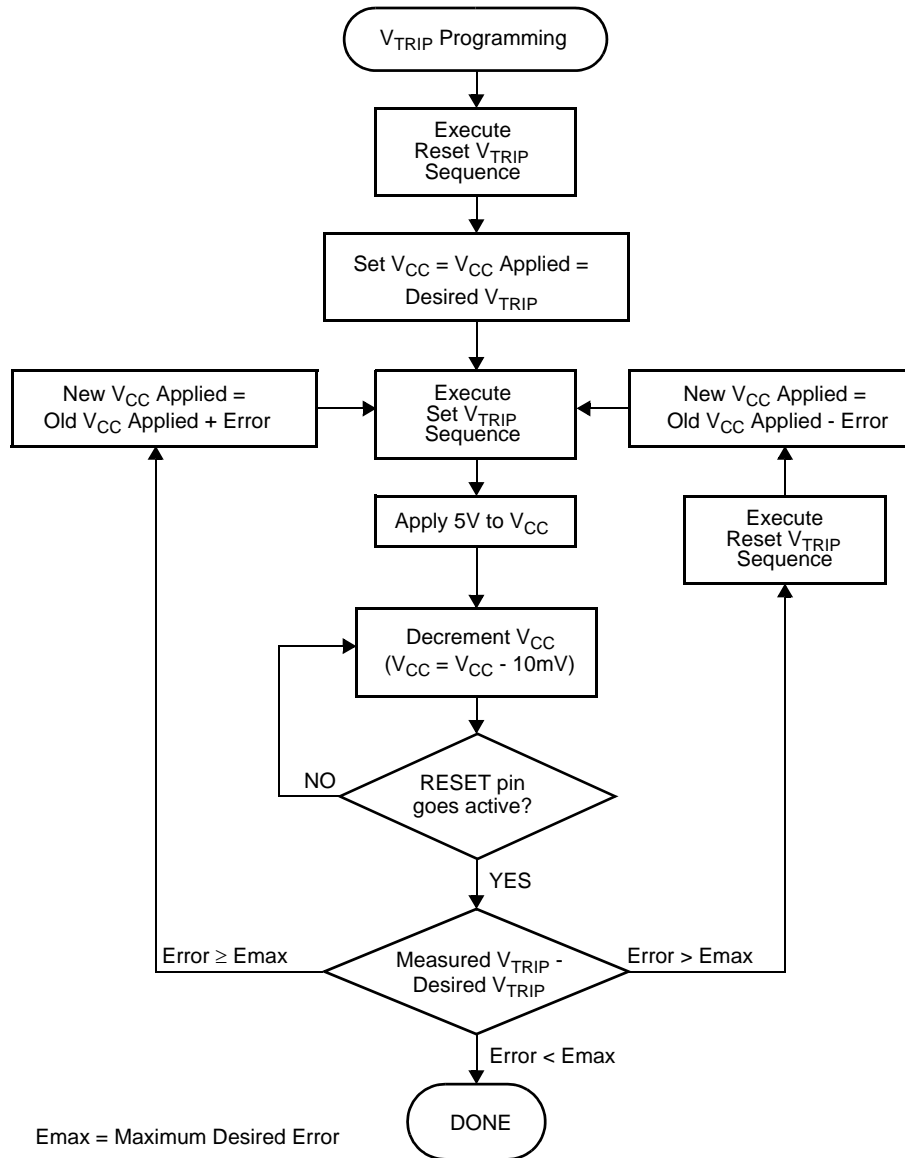 V_TRIP Programming
Execute
Reset V_TRIP
Sequence
Set V_CC = V_CC Applied =
Desired V_TRIP
New V_CC Applied =
Old V_CC Applied + Error
Execute
Set V_TRIP
Sequence
New V_CC Applied =
Old V_CC Applied - Error
Apply 5V to V_CC
Execute
Reset V_TRIP
Sequence
Decrement V_CC
(V_CC = V_CC - 10mV)
NO
RESET pin
goes active?
YES
Error ≥ Emax
Measured V_TRIP -
Desired V_TRIP
Error > Emax
Error < Emax
DONE
Emax = Maximum Desired Error